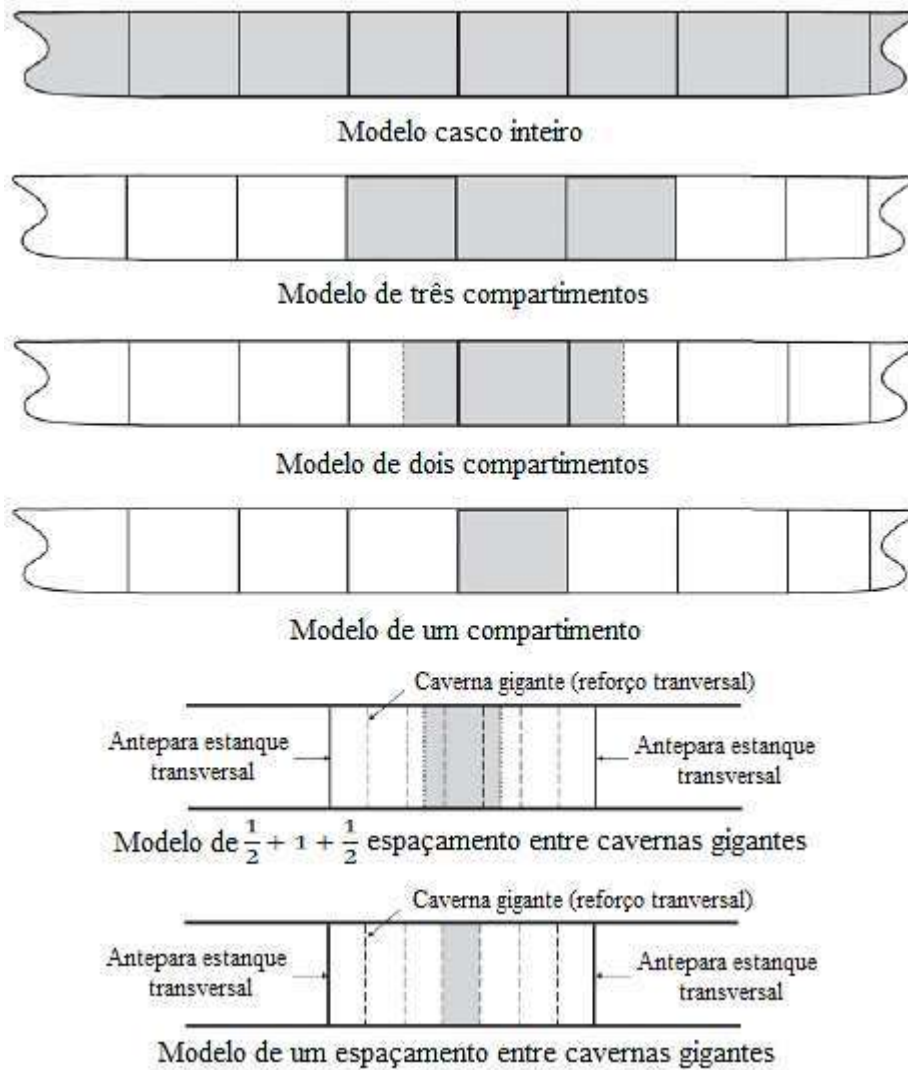 Modelo casco inteiro
Modelo de três compartimentos
Modelo de dois compartimentos
Modelo de um compartimento
Caverna gigante (reforço tranversal)
Antepara estanque
transversal
Antepara estanque
transversal
Modelo de 1/2 + 1 + 1/2 espaçamento entre cavernas gigantes
Caverna gigante (reforço tranversal)
Antepara estanque
transversal
Antepara estanque
transversal
Modelo de um espaçamento entre cavernas gigantes